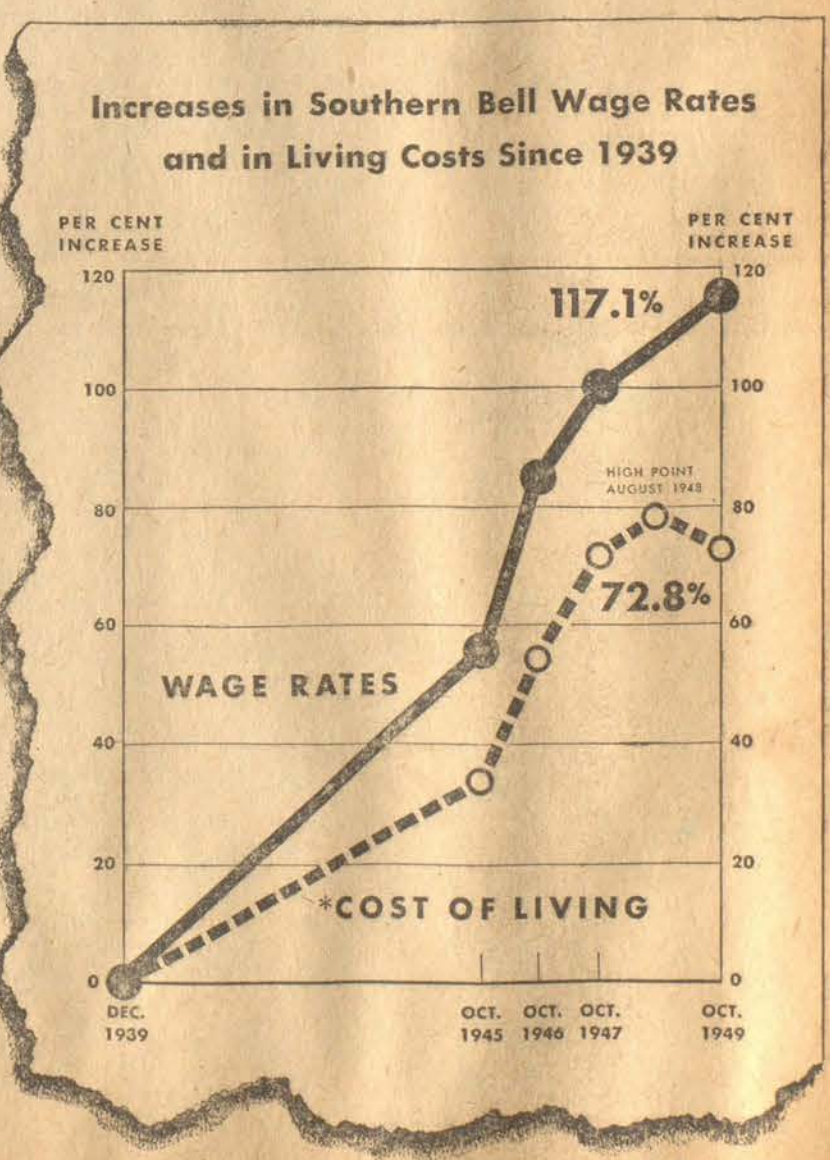 Increases in Southern Bell Wage Rates
and in Living Costs Since 1939
PER CENT
INCREASE
PER CENT
INCREASE
120
120
117.1%
100
100
HIGH POINT
AUGUST 1948
80
80
72.8%
60
60
WAGE RATES
40
40
20
20
*COST OF LIVING
0
0
DEC.
1939
OCT.
1945
OCT.
1946
OCT.
1947
OCT.
1949